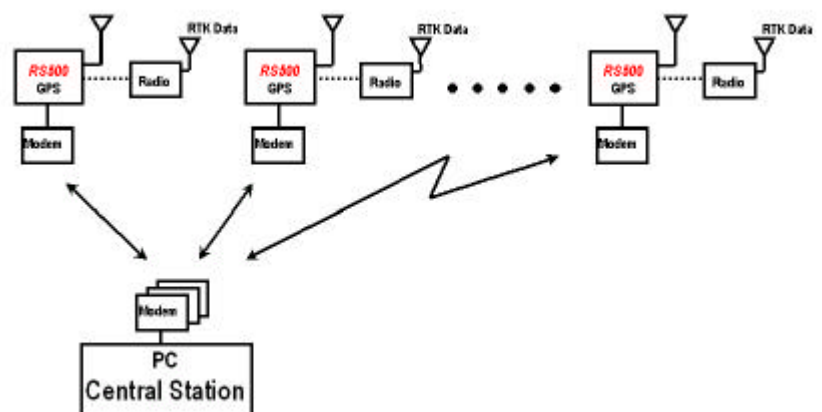 RTK Data
RS500
GPS
Radio
Modem
RTK Data
RS500
GPS
Radio
Modem
RTK Data
RS500
GPS
Radio
Modem
Modem
PC
Central Station